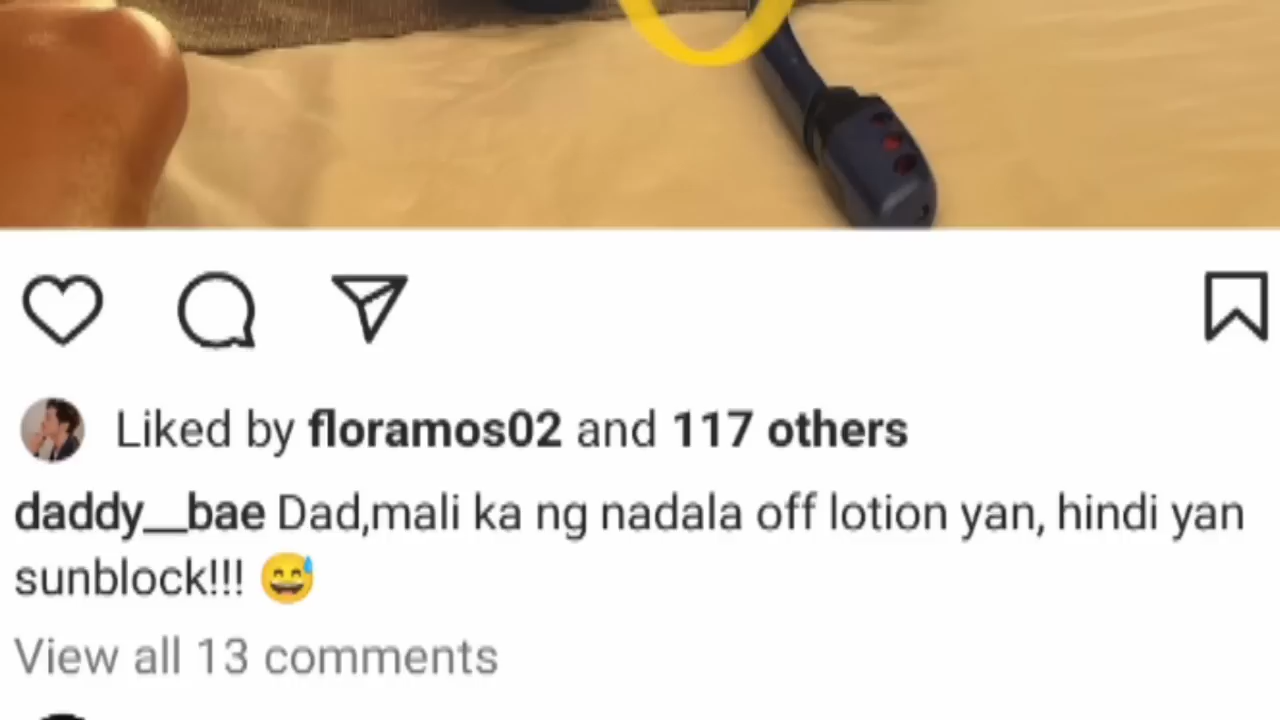 Liked by floramos02 and 117 others
daddy__bae Dad,mali ka ng nadala off lotion yan, hindi yan
sunblock!!! 😅
View all 13 comments